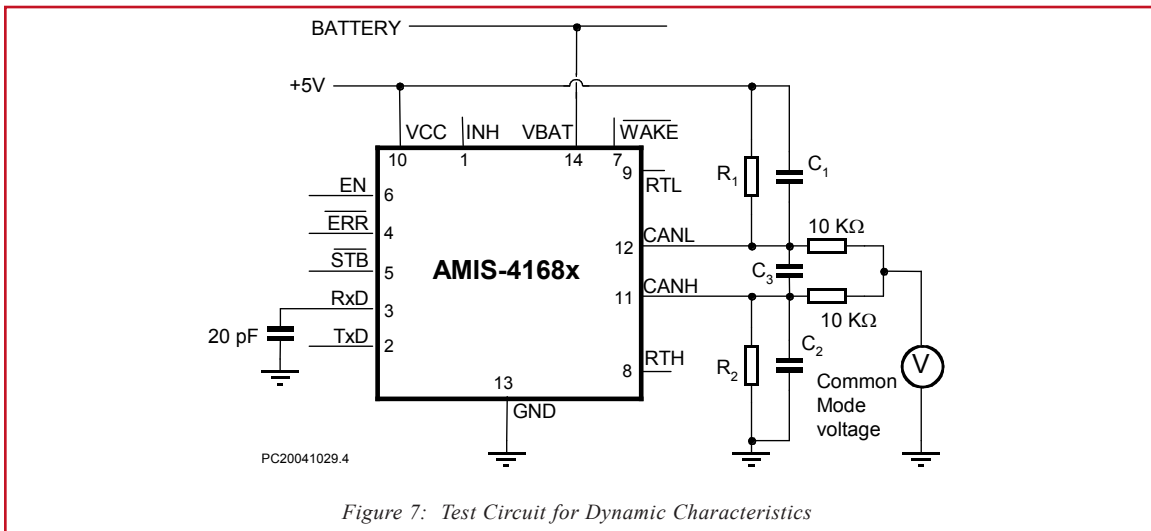 BATTERY
+5V
VCC INH VBAT WAKE
10 1 14 7
9
RTL
R1
C1
EN
6
ERR
4
CANL
12
10 KΩ
STB
5
AMIS-4168x
C3
CANH
11
RxD
3
10 KΩ
20 pF
TxD
2
RTH
8
R2
C2
V
Common
Mode
voltage
13
GND
PC20041029.4
Figure 7: Test Circuit for Dynamic Characteristics